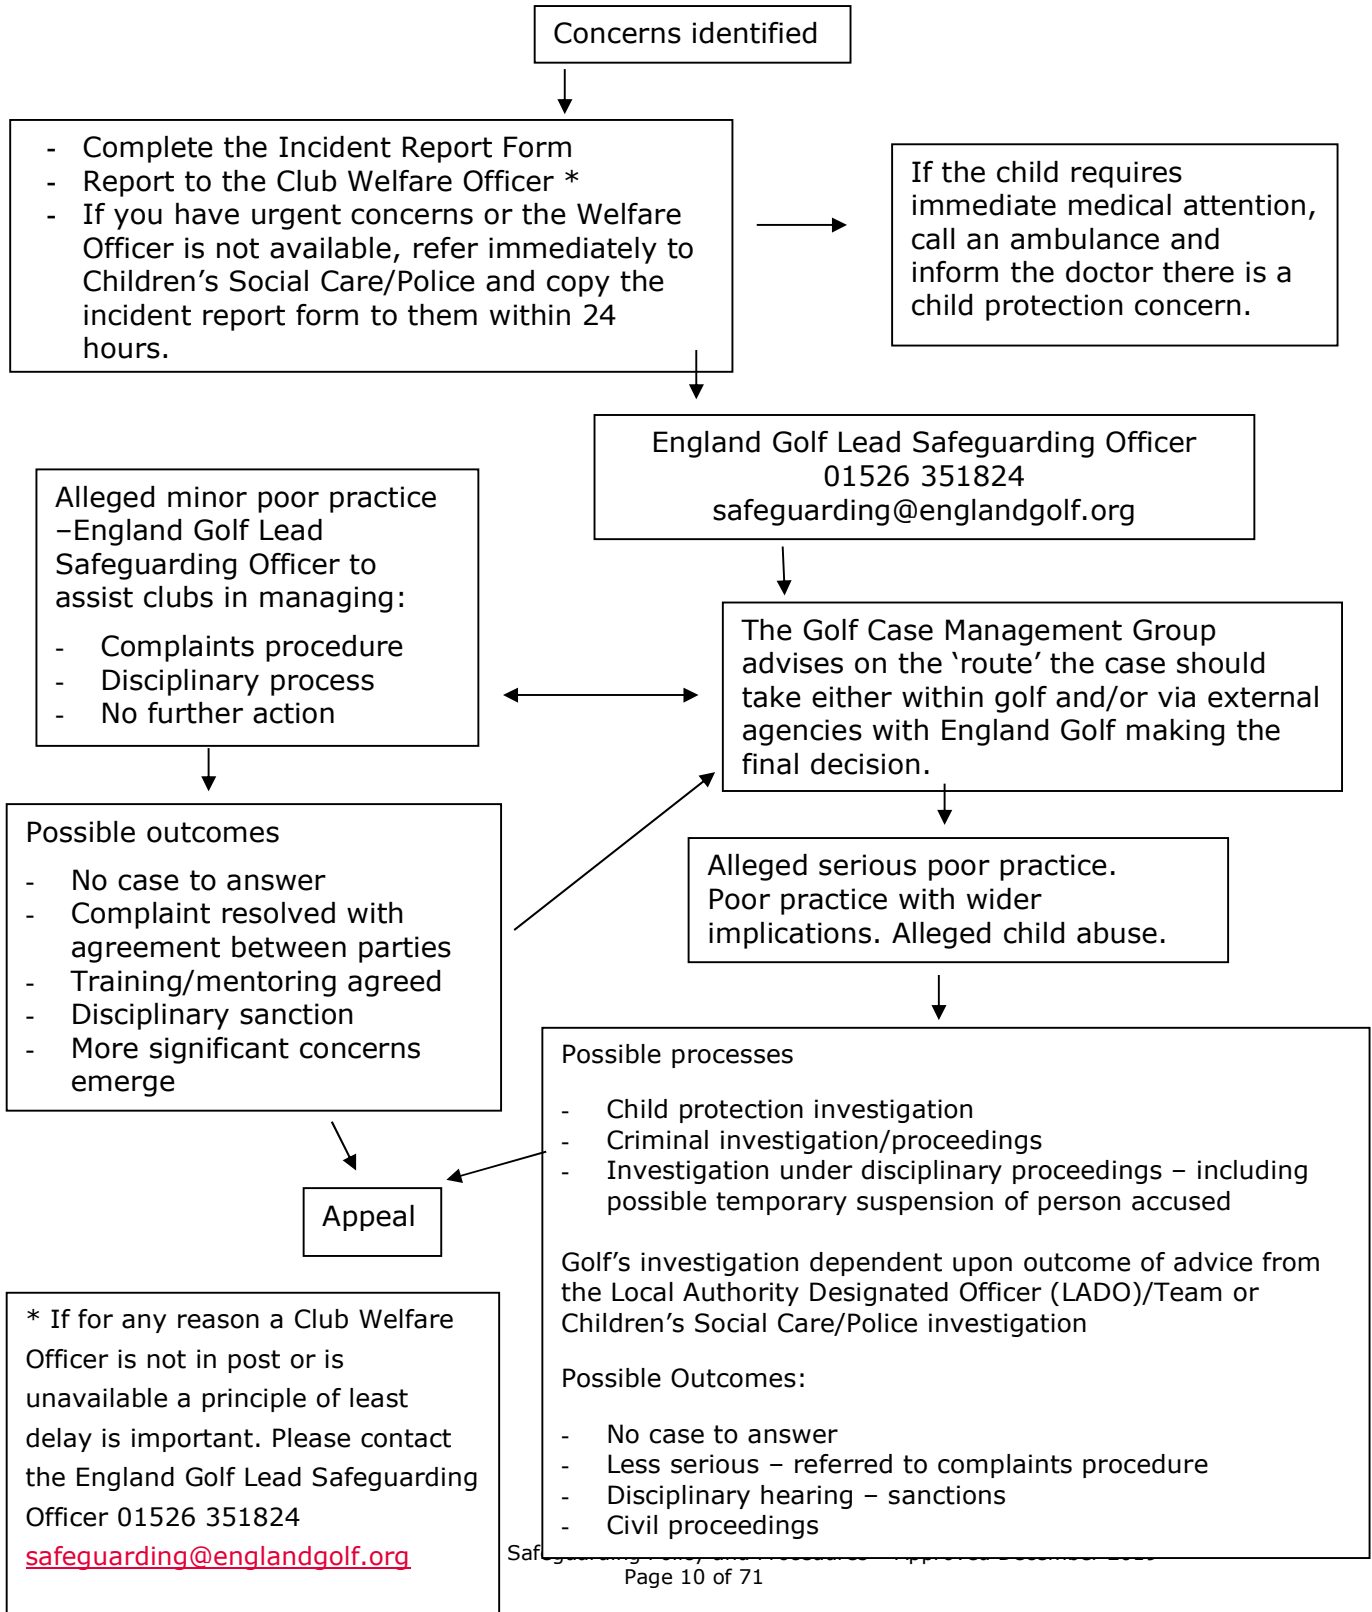 Concerns identified
- Complete the Incident Report Form
- Report to the Club Welfare Officer *
- If you have urgent concerns or the Welfare
Officer is not available, refer immediately to
Children’s Social Care/Police and copy the
incident report form to them within 24
hours.
If the child requires
immediate medical attention,
call an ambulance and
inform the doctor there is a
child protection concern.
England Golf Lead Safeguarding Officer
01526 351824
safeguarding@englandgolf.org
Alleged minor poor practice
–England Golf Lead
Safeguarding Officer to
assist clubs in managing:
- Complaints procedure
- Disciplinary process
- No further action
The Golf Case Management Group
advises on the ‘route’ the case should
take either within golf and/or via external
agencies with England Golf making the
final decision.
Possible outcomes
- No case to answer
- Complaint resolved with
agreement between parties
- Training/mentoring agreed
- Disciplinary sanction
- More significant concerns
emerge
Alleged serious poor practice.
Poor practice with wider
implications. Alleged child abuse.
Possible processes
- Child protection investigation
- Criminal investigation/proceedings
- Investigation under disciplinary proceedings – including
possible temporary suspension of person accused
Golf’s investigation dependent upon outcome of advice from
the Local Authority Designated Officer (LADO)/Team or
Children’s Social Care/Police investigation
Possible Outcomes:
- No case to answer
- Less serious – referred to complaints procedure
- Disciplinary hearing – sanctions
- Civil proceedings
Appeal
* If for any reason a Club Welfare
Officer is not in post or is
unavailable a principle of least
delay is important. Please contact
the England Golf Lead Safeguarding
Officer 01526 351824
safeguarding@englandgolf.org
Safeguarding Policy and Procedures – Approved December
Page 10 of 71